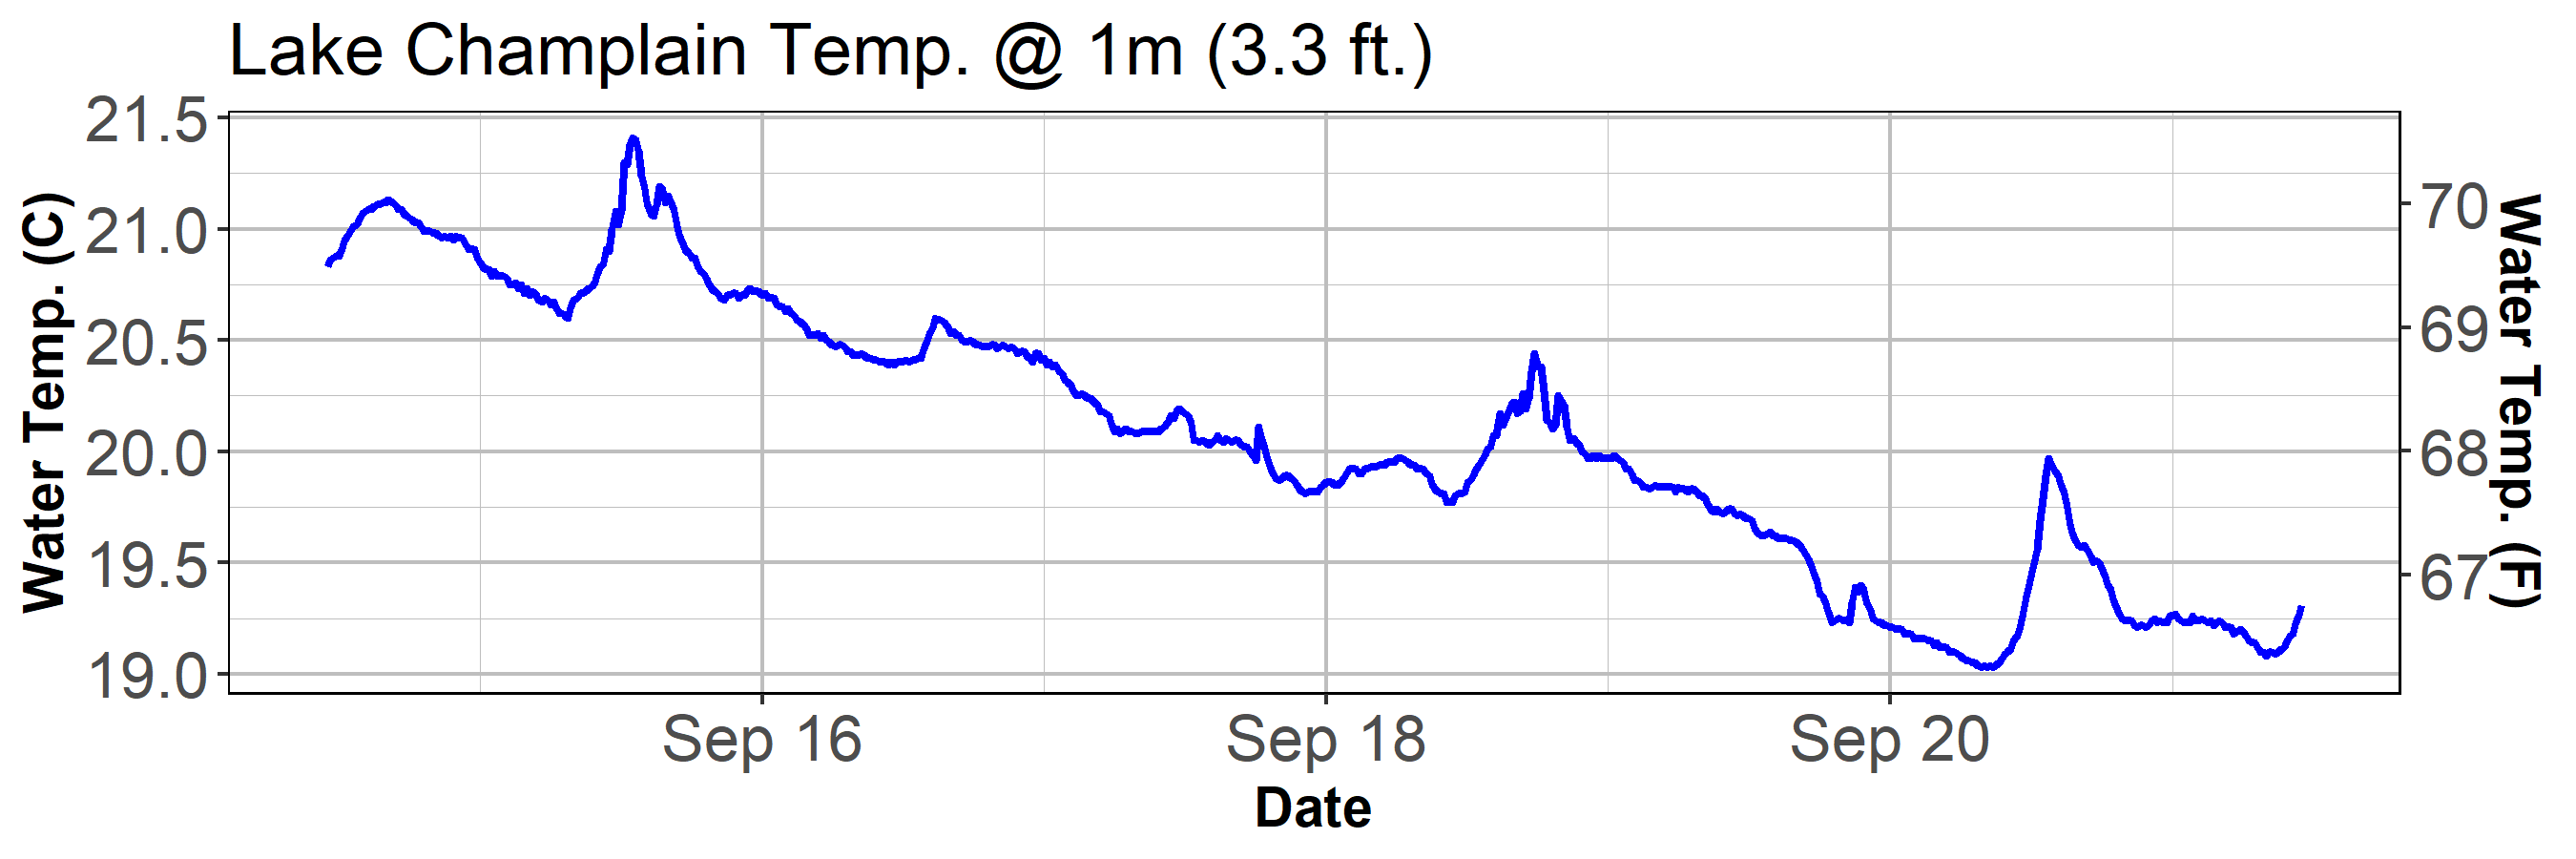 Lake Champlain Temp. @ 1m (3.3 ft.)
Water Temp. (C)
21.5
21.0
20.5
20.0
19.5
19.0
70
69
68
67
Water Temp. (F)
Sep 16
Sep 18
Sep 20
Date